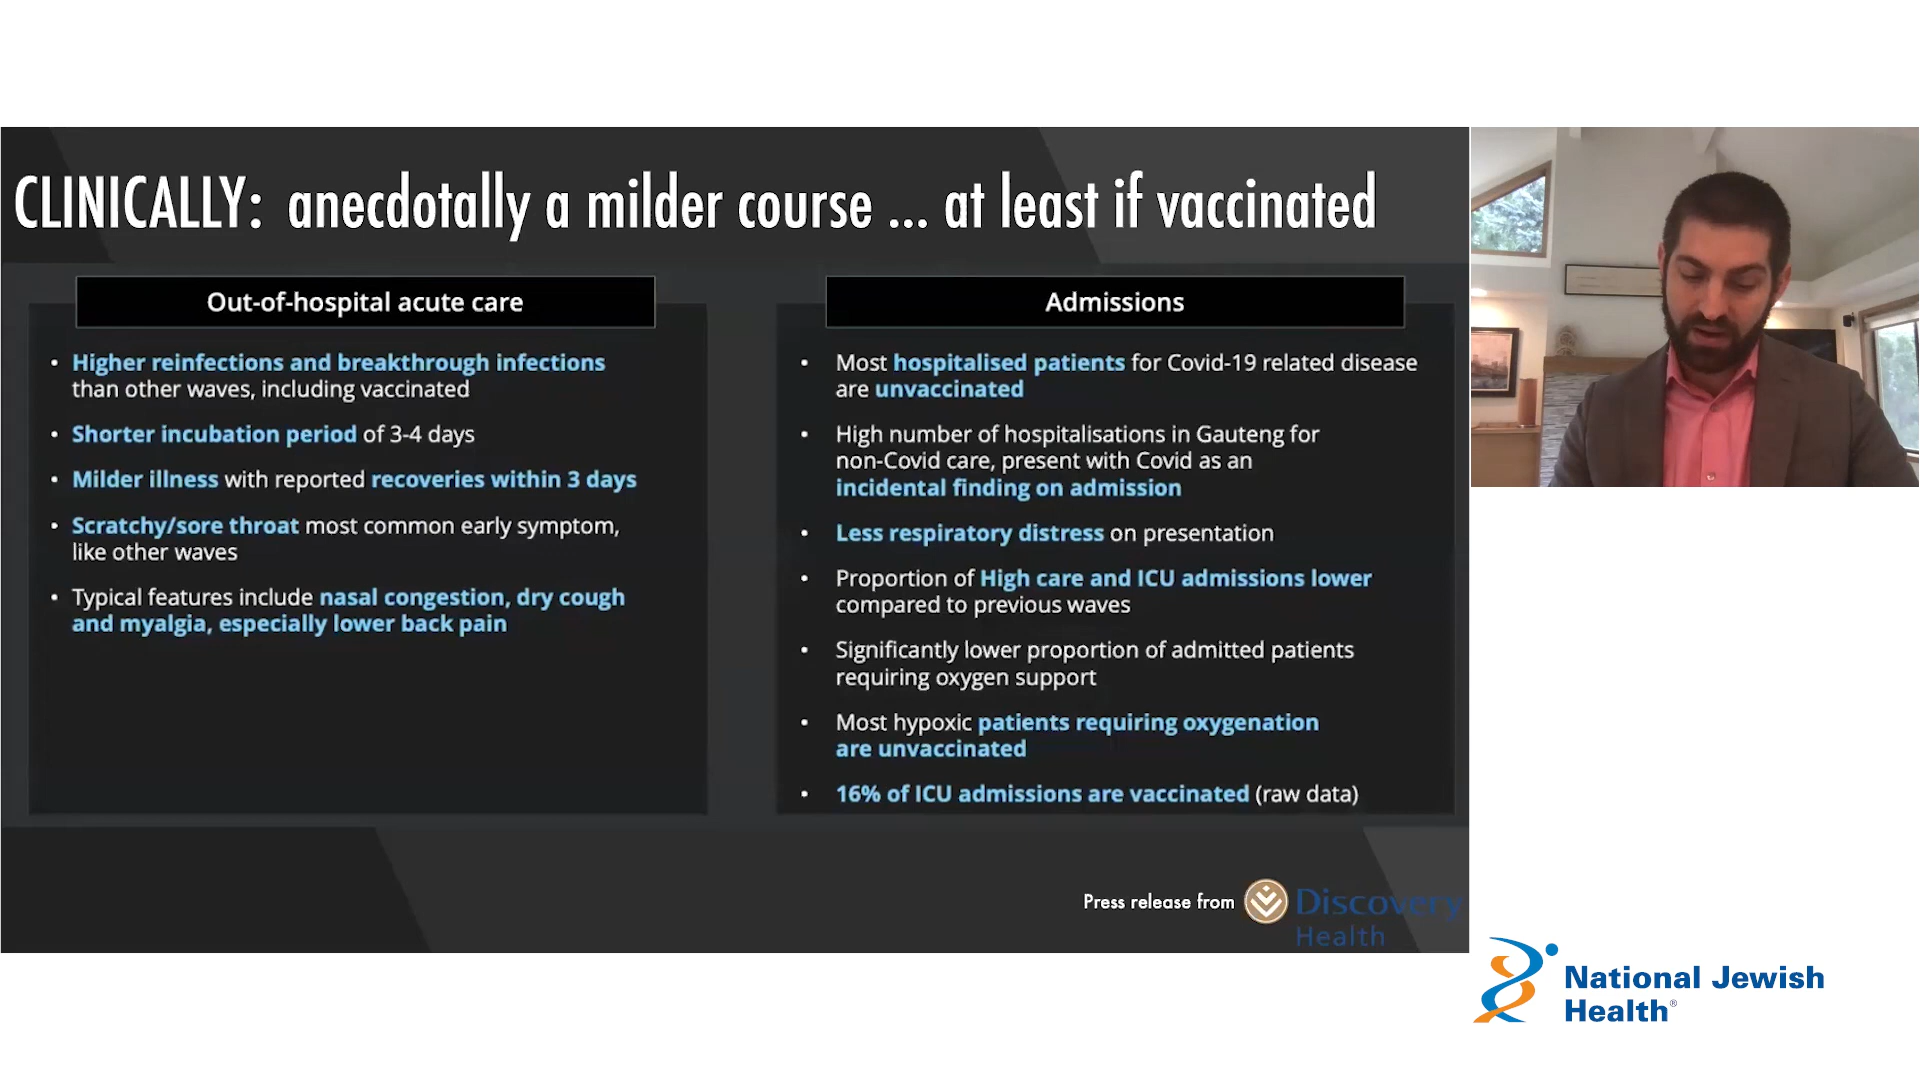 CLINICALLY: anecdotally a milder course ... at least if vaccinated
Out-of-hospital acute care
• Higher reinfections and breakthrough infections
than other waves, including vaccinated
• Shorter incubation period of 3-4 days
• Milder illness with reported recoveries within 3 days
• Scratchy/sore throat most common early symptom,
like other waves
• Typical features include nasal congestion, dry cough
and myalgia, especially lower back pain
Admissions
• Most hospitalised patients for Covid-19 related disease
are unvaccinated
• High number of hospitalisations in Gauteng for
non-Covid care, present with Covid as an
incidental finding on admission
• Less respiratory distress on presentation
• Proportion of High care and ICU admissions lower
compared to previous waves
• Significantly lower proportion of admitted patients
requiring oxygen support
• Most hypoxic patients requiring oxygenation
are unvaccinated
• 16% of ICU admissions are vaccinated (raw data)
Press release from Discovery
Health
National Jewish
Health®